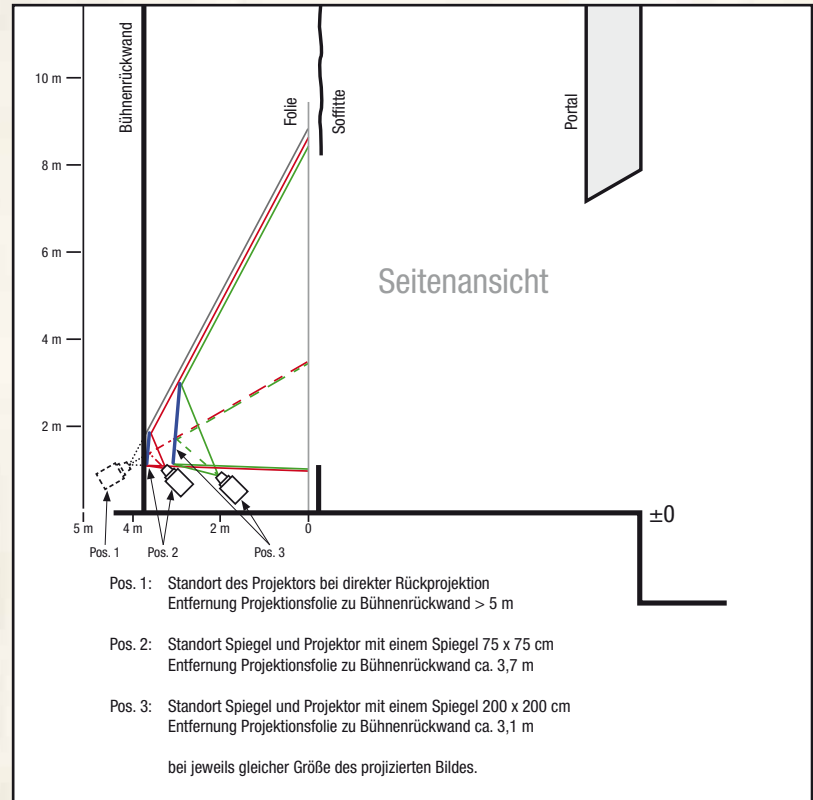 10 m
8 m
6 m
4 m
2 m
Bühnenrückwand
Folie
Soffitte
Portal
Seitenansicht
±0
5 m
4 m
2 m
0
Pos. 1
Pos. 2
Pos. 3
Pos. 1: Standort des Projektors bei direkter Rückprojektion
Entfernung Projektionsfolie zu Bühnenrückwand > 5 m
Pos. 2: Standort Spiegel und Projektor mit einem Spiegel 75 x 75 cm
Entfernung Projektionsfolie zu Bühnenrückwand ca. 3,7 m
Pos. 3: Standort Spiegel und Projektor mit einem Spiegel 200 x 200 cm
Entfernung Projektionsfolie zu Bühnenrückwand ca. 3,1 m
bei jeweils gleicher Größe des projizierten Bildes.